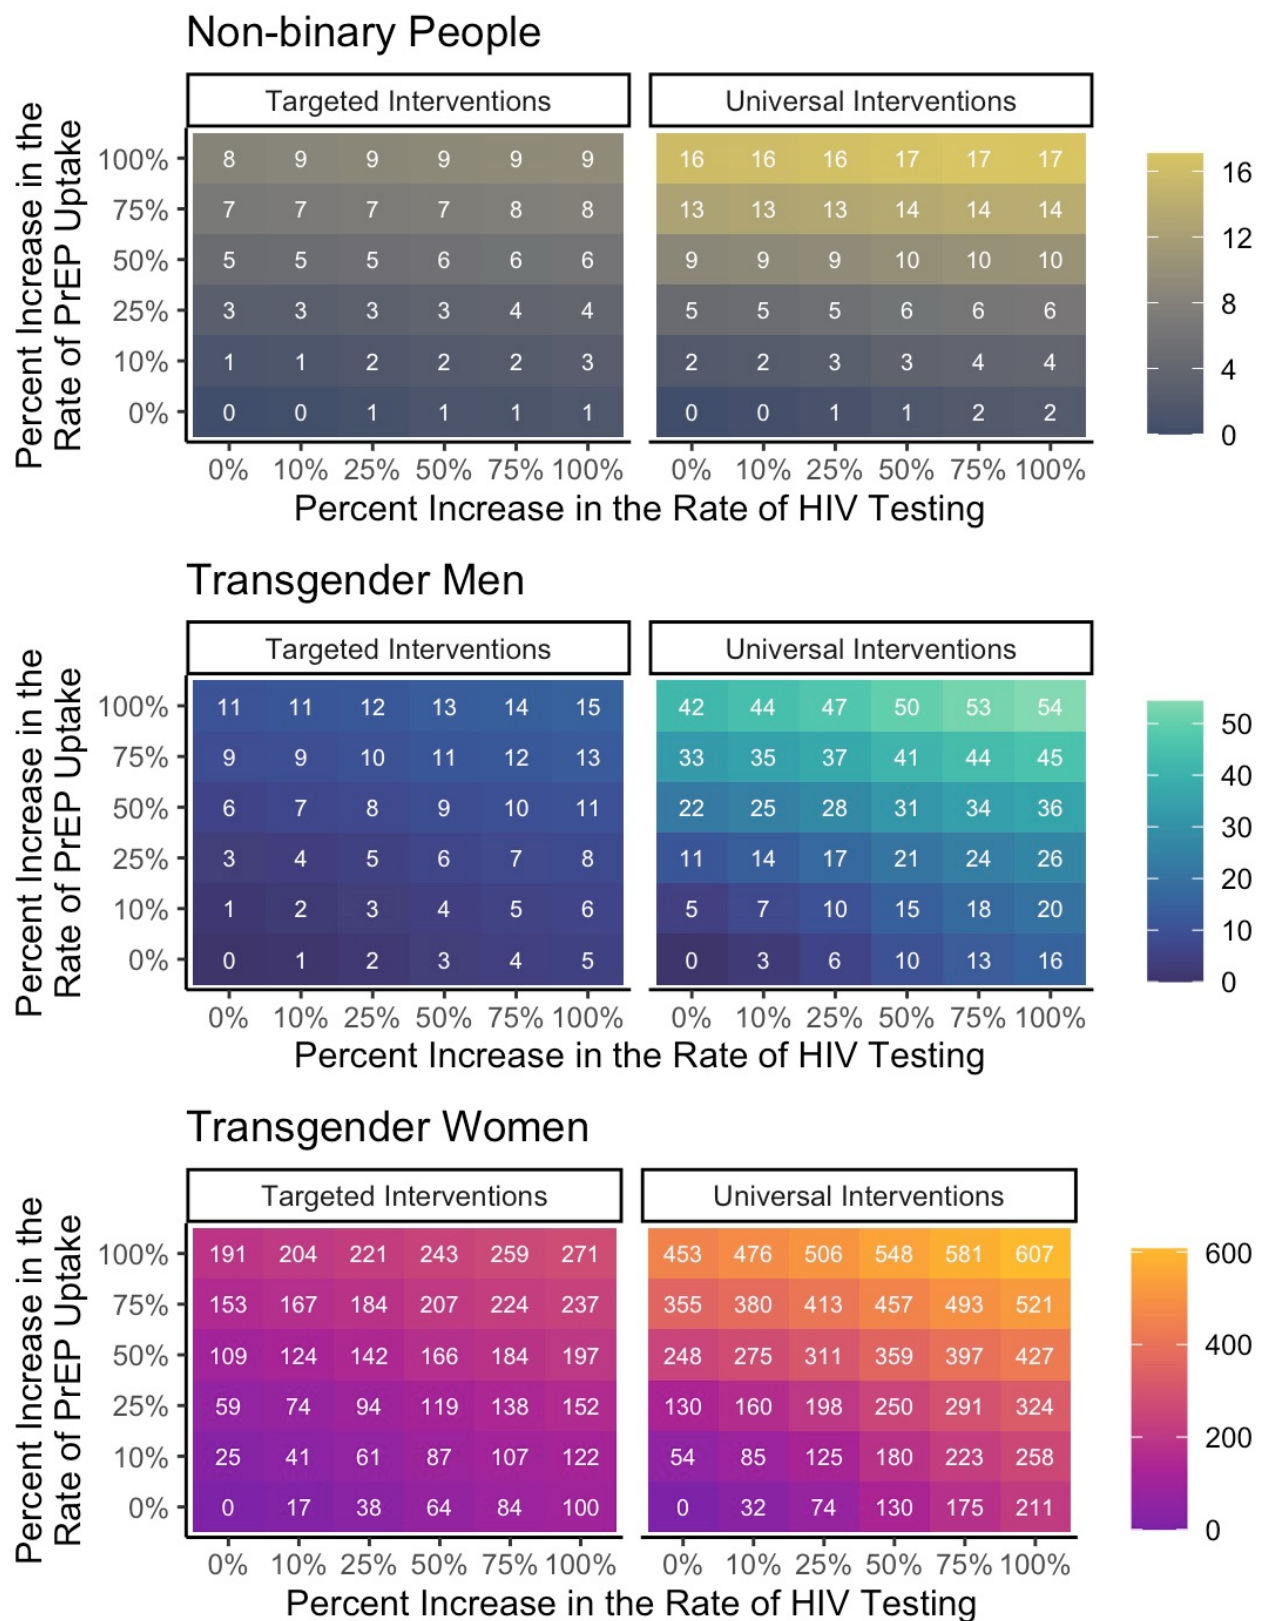 Non-binary People
Targeted Interventions Universal Interventions
Percent Increase in the
Rate of PrEP Uptake
100% 8 9 9 9 9 9 16 16 16 17 17 17 16
75% 7 7 7 7 8 8 13 13 13 14 14 14 12
50% 5 5 5 6 6 6 9 9 9 10 10 10 8
25% 3 3 3 3 4 4 5 5 5 6 6 6 4
10% 1 1 2 2 2 3 2 2 3 3 4 4
0% 0 0 1 1 1 1 0 0 1 1 2 2 0
0% 10% 25% 50% 75% 100% 0% 10% 25% 50% 75% 100%
Percent Increase in the Rate of HIV Testing
Transgender Men
Targeted Interventions Universal Interventions
Percent Increase in the
Rate of PrEP Uptake
100% 11 11 12 13 14 15 42 44 47 50 53 54 50
75% 9 9 10 11 12 13 33 35 37 41 44 45 40
50% 6 7 8 9 10 11 22 25 28 31 34 36 30
25% 3 4 5 6 7 8 11 14 17 21 24 26 20
10% 1 2 3 4 5 6 5 7 10 15 18 20 10
0% 0 1 2 3 4 5 0 3 6 10 13 16 0
0% 10% 25% 50% 75% 100% 0% 10% 25% 50% 75% 100%
Percent Increase in the Rate of HIV Testing
Transgender Women
Targeted Interventions Universal Interventions
Percent Increase in the
Rate of PrEP Uptake
100% 191 204 221 243 259 271 453 476 506 548 581 607 600
75% 153 167 184 207 224 237 355 380 413 457 493 521
50% 109 124 142 166 184 197 248 275 311 359 397 427 400
25% 59 74 94 119 138 152 130 160 198 250 291 324
10% 25 41 61 87 107 122 54 85 125 180 223 258 200
0% 0 17 38 64 84 100 0 32 74 130 175 211 0
0% 10% 25% 50% 75% 100% 0% 10% 25% 50% 75% 100%
Percent Increase in the Rate of HIV Testing